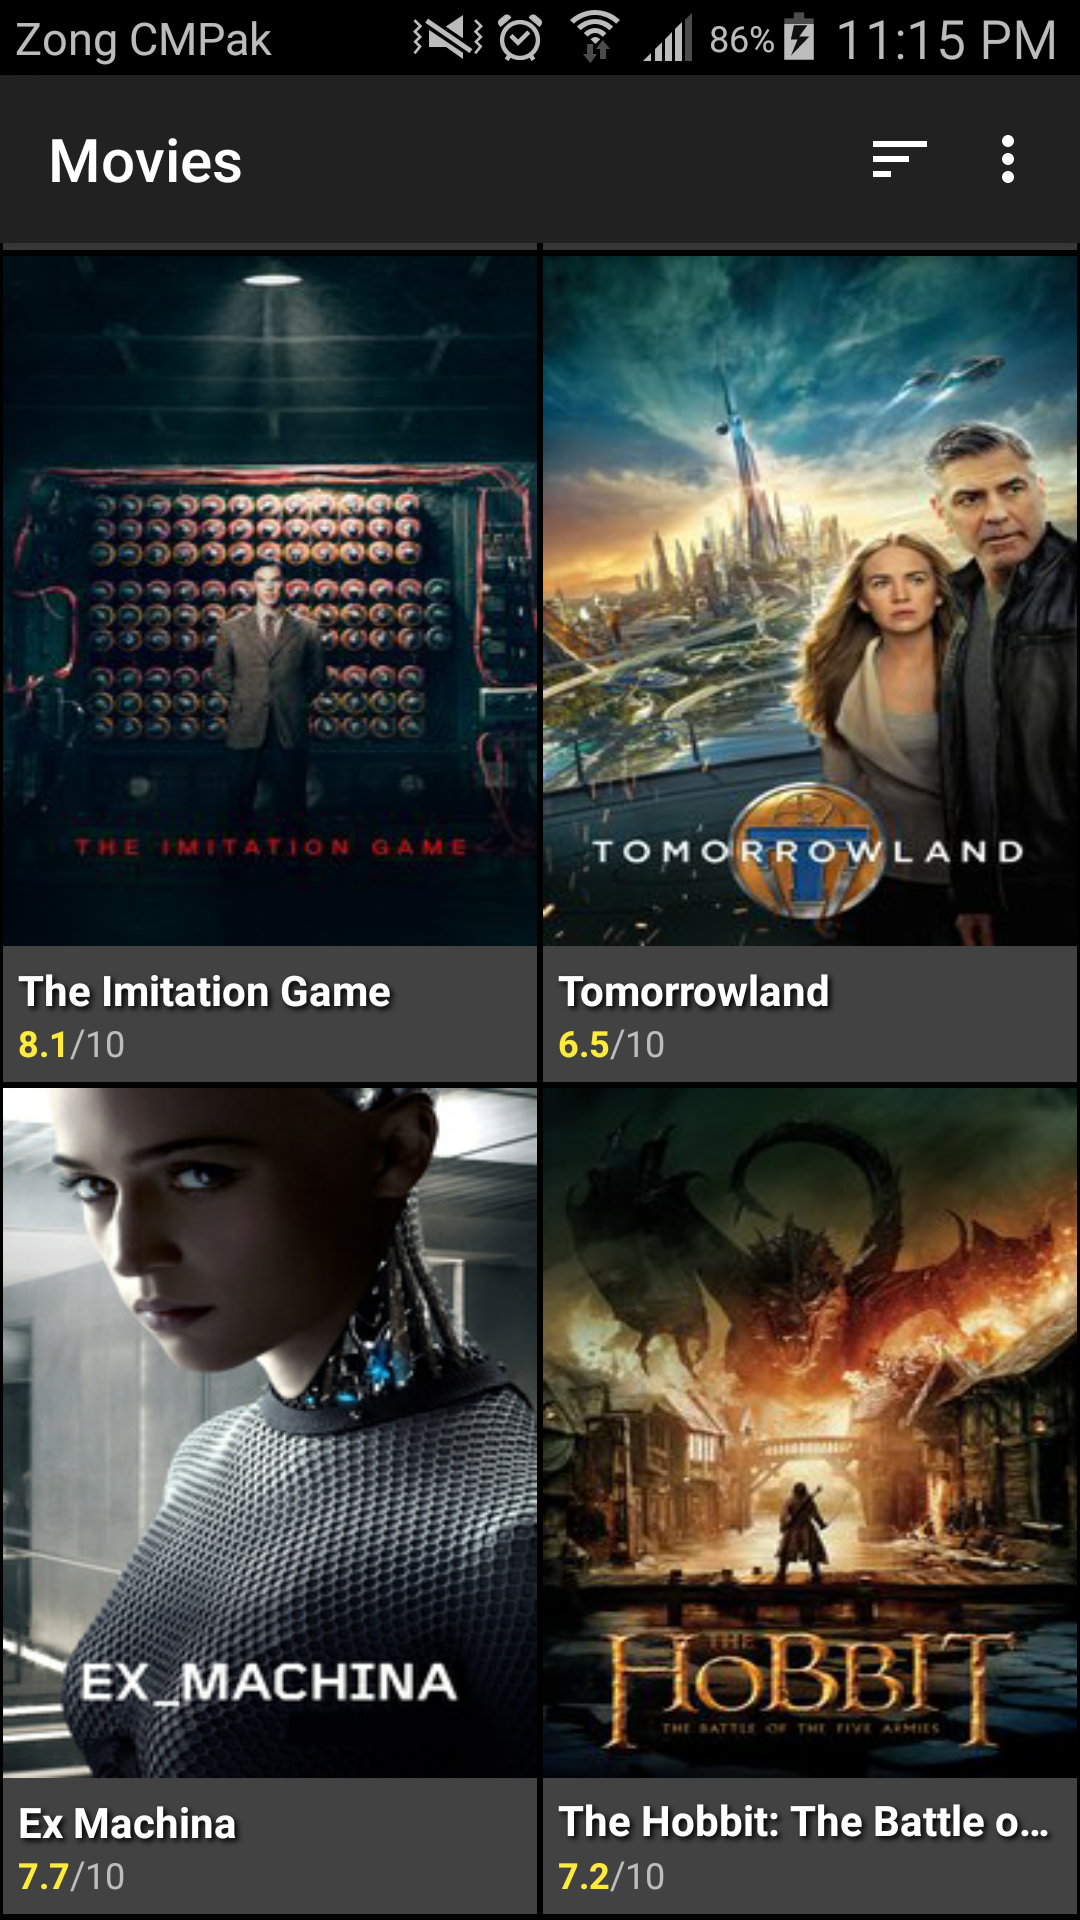 Zong CMPak 86% 11:15 PM
Movies
THE IMITATION GAME
TOMORROWLAND
The Imitation Game
8.1/10
Tomorrowland
6.5/10
EX_MACHINA
THE
HOBBIT
THE BATTLE OF THE FIVE ARMIES
Ex Machina
7.7/10
The Hobbit: The Battle o...
7.2/10